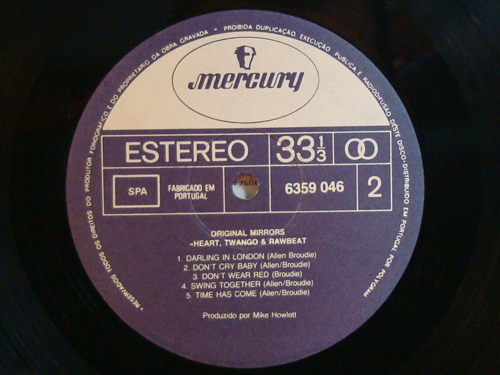 • RESERVADOS TODOS OS DIREITOS DO PRODUTOR FONOGRÁFICO E DO PROPRIETÁRIO DA OBRA GRAVADA • PROIBIDA DUPLICAÇÃO, EXECUÇÃO PÚBLICA E RADIODIFUSÃO DESTE DISCO • DISTRIBUIDO EM PORTUGAL POR POLYGRAM
mercury
ESTEREO 33 1/3
SPA FABRICADO EM PORTUGAL 6359 046 2
ORIGINAL MIRRORS
«HEART, TWANGO & RAWBEAT
1. DARLING IN LONDON (Allen Broudie)
2. DON'T CRY BABY (Allen/Broudie)
3. DON'T WEAR RED (Broudie)
4. SWING TOGETHER (Allen/Broudie)
5. TIME HAS COME (Allen/Broudie)
Produzido por Mike Howlett